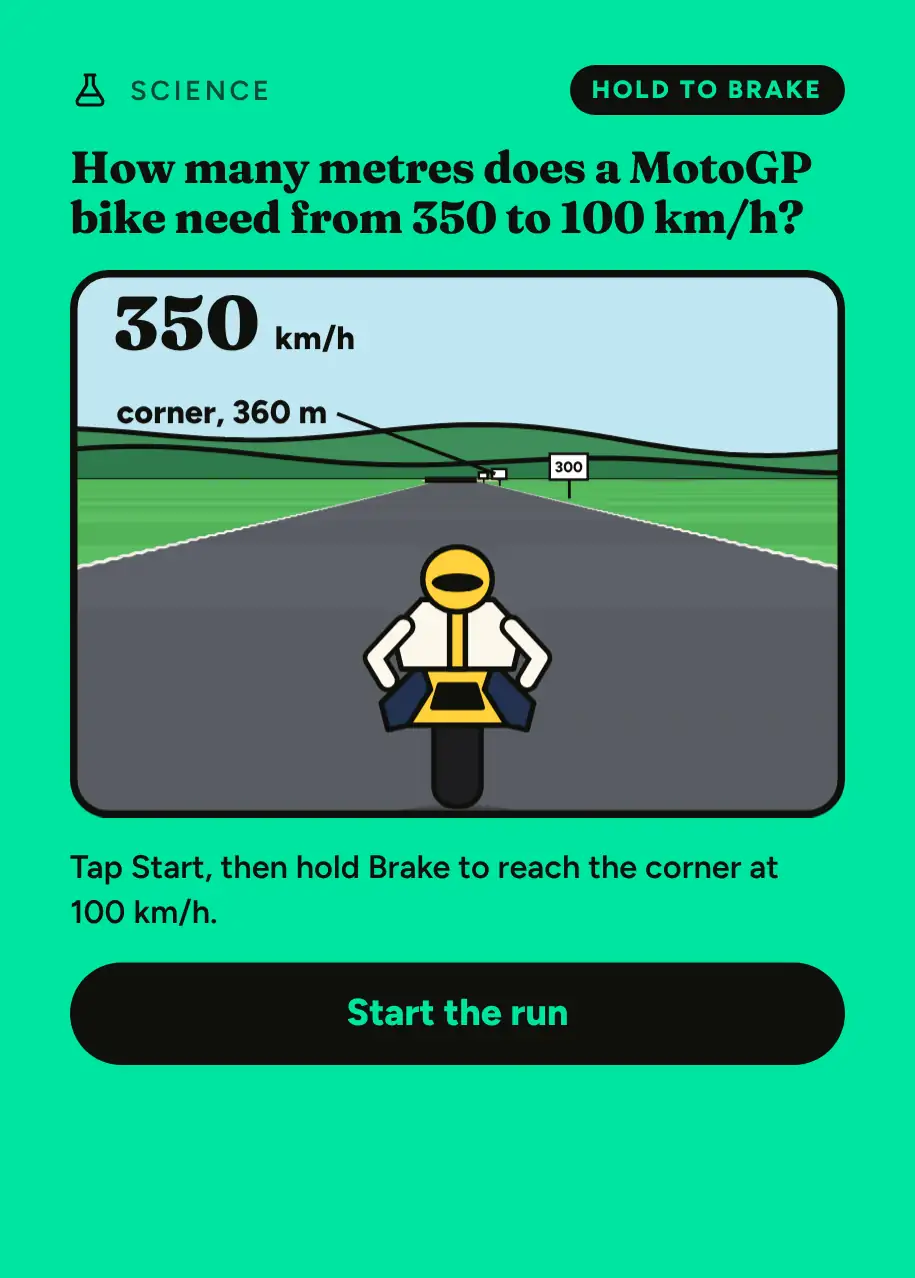 SCIENCE
HOLD TO BRAKE
How many metres does a MotoGP
bike need from 350 to 100 km/h?
350 km/h
corner, 360 m
300
Tap Start, then hold Brake to reach the corner at
100 km/h.
Start the run